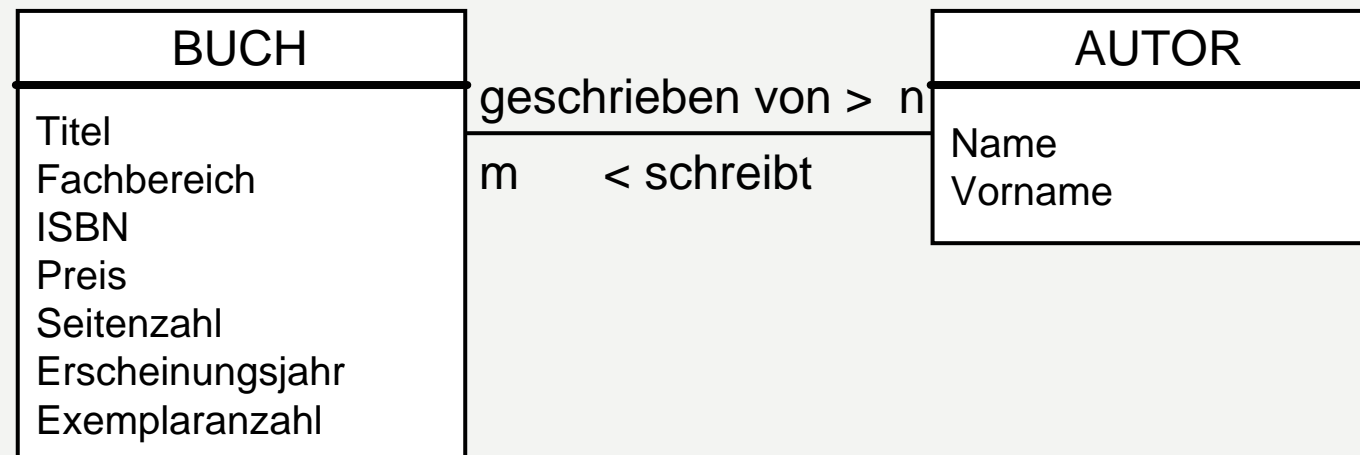 BUCH
Titel
Fachbereich
ISBN
Preis
Seitenzahl
Erscheinungsjahr
Exemplaranzahl
geschrieben von > n
m < schreibt
AUTOR
Name
Vorname